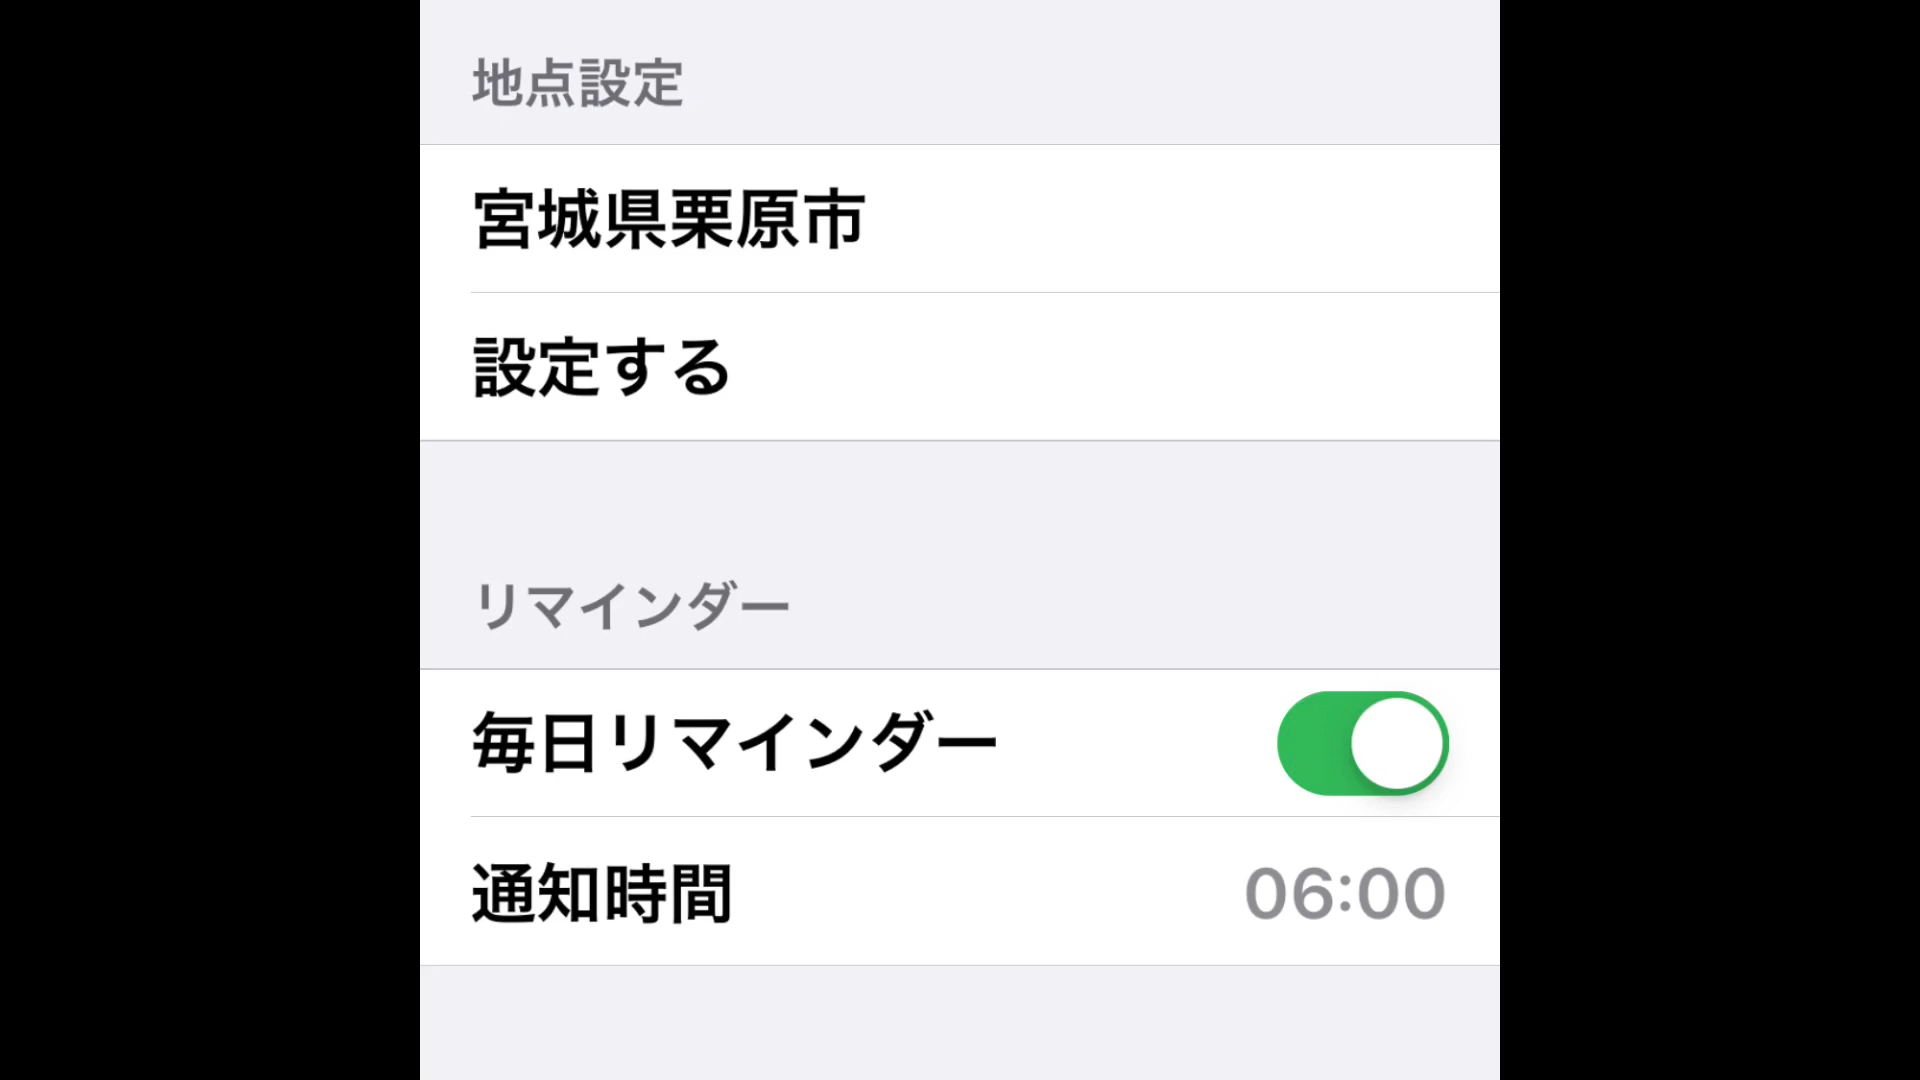 地点設定
宮城県栗原市
設定する
リマインダー
毎日リマインダー
通知時間 06:00